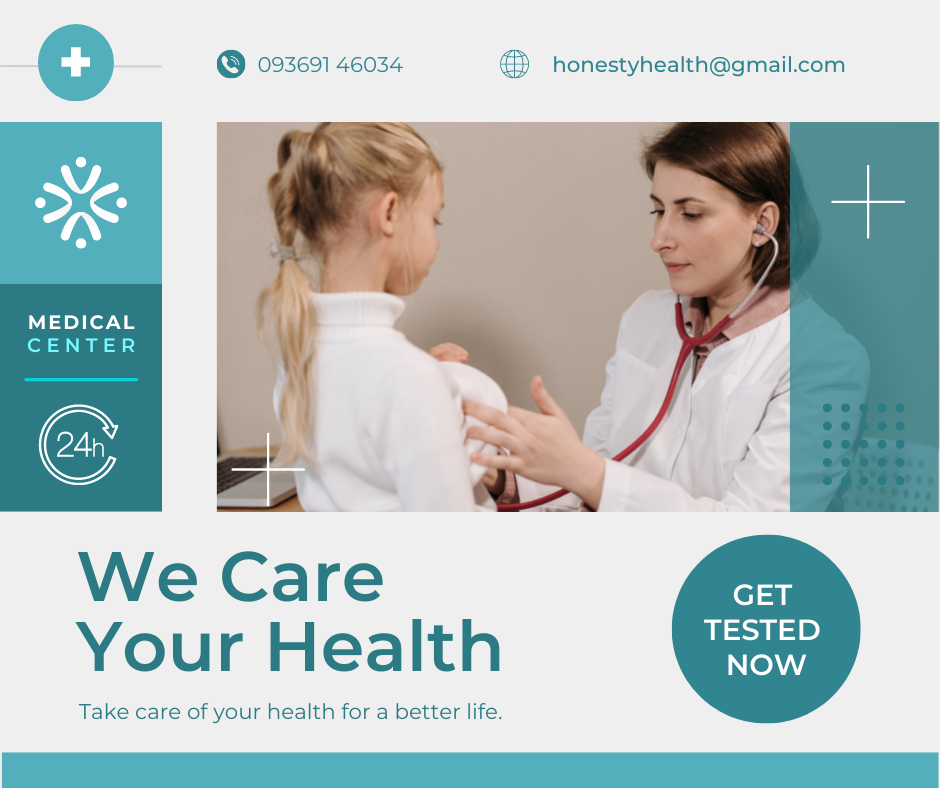 093691 46034
honestyhealth@gmail.com
MEDICAL
CENTER
24h
We Care
Your Health
Take care of your health for a better life.
GET
TESTED
NOW